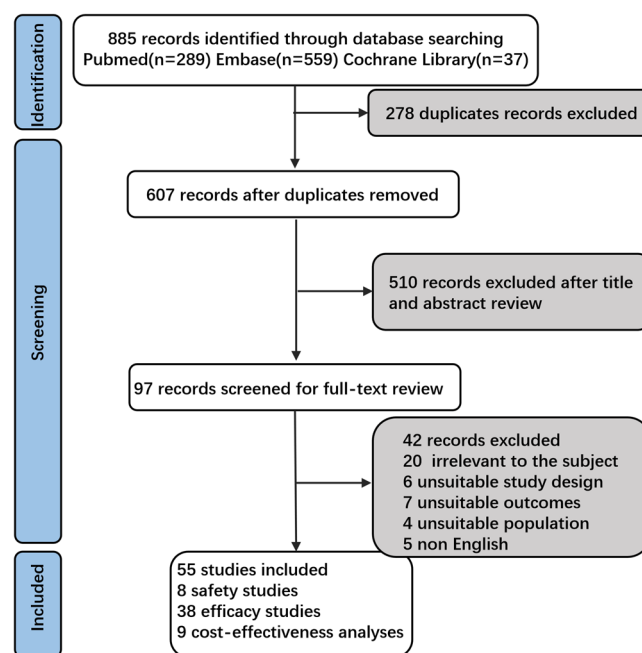 Identification
885 records identified through database searching
Pubmed(n=289) Embase(n=559) Cochrane Library(n=37)
278 duplicates records excluded
Screening
607 records after duplicates removed
510 records excluded after title
and abstract review
97 records screened for full-text review
42 records excluded
20 irrelevant to the subject
6 unsuitable study design
7 unsuitable outcomes
4 unsuitable population
5 non English
Included
55 studies included
8 safety studies
38 efficacy studies
9 cost-effectiveness analyses